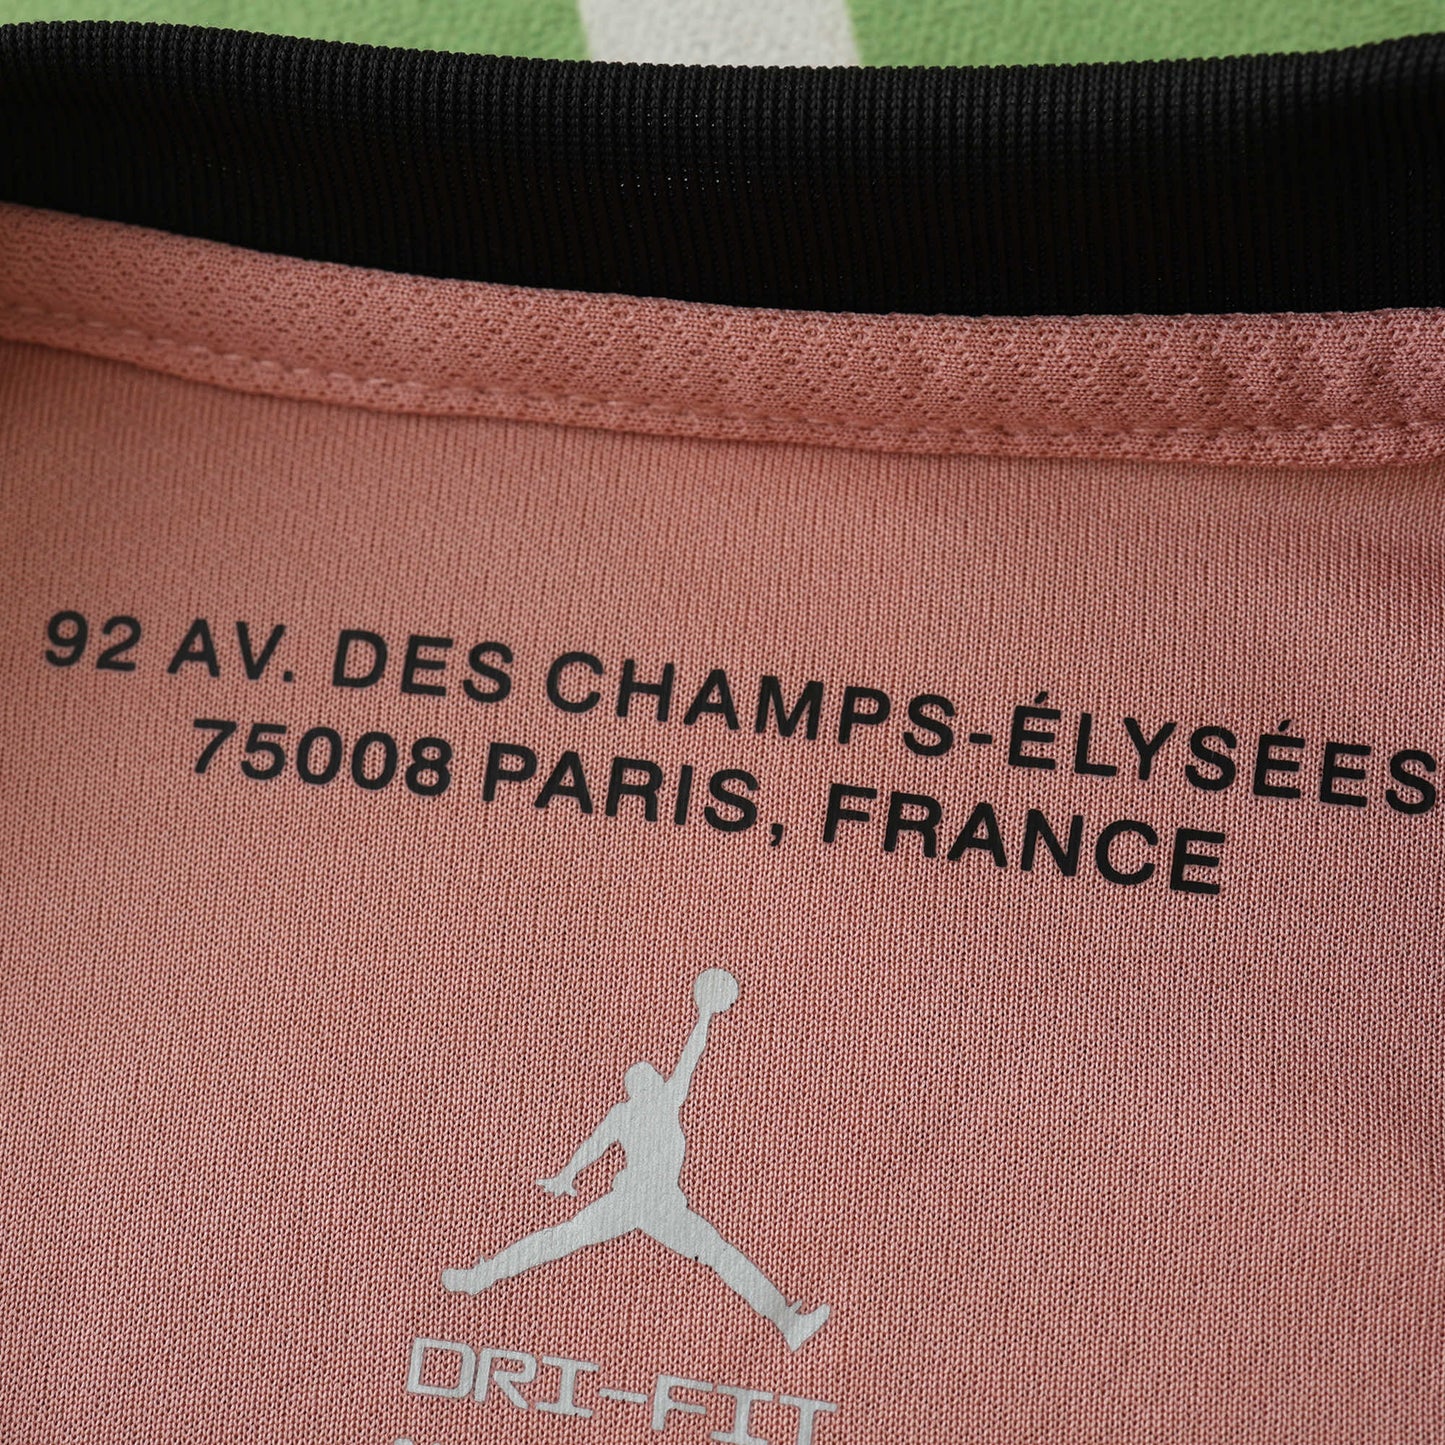 92 AV. DES CHAMPS-ÉLYSÉES
75008 PARIS, FRANCE
DRI-FIT